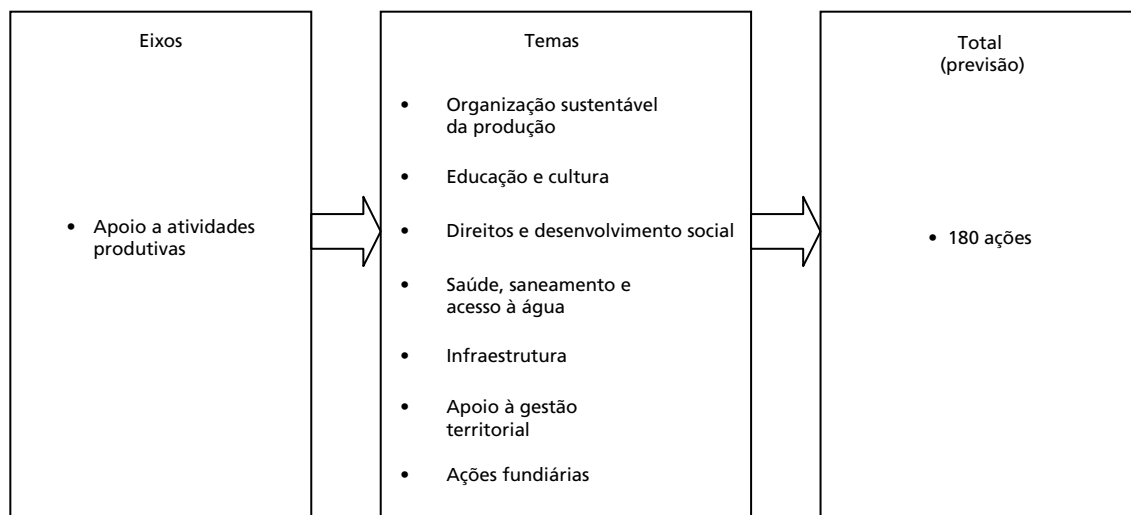 Eixos
• Apoio a atividades
produtivas
Temas
• Organização sustentável
da produção
• Educação e cultura
• Direitos e desenvolvimento social
• Saúde, saneamento e
acesso à água
• Infraestrutura
• Apoio à gestão
territorial
• Ações fundiárias
Total
(previsão)
• 180 ações